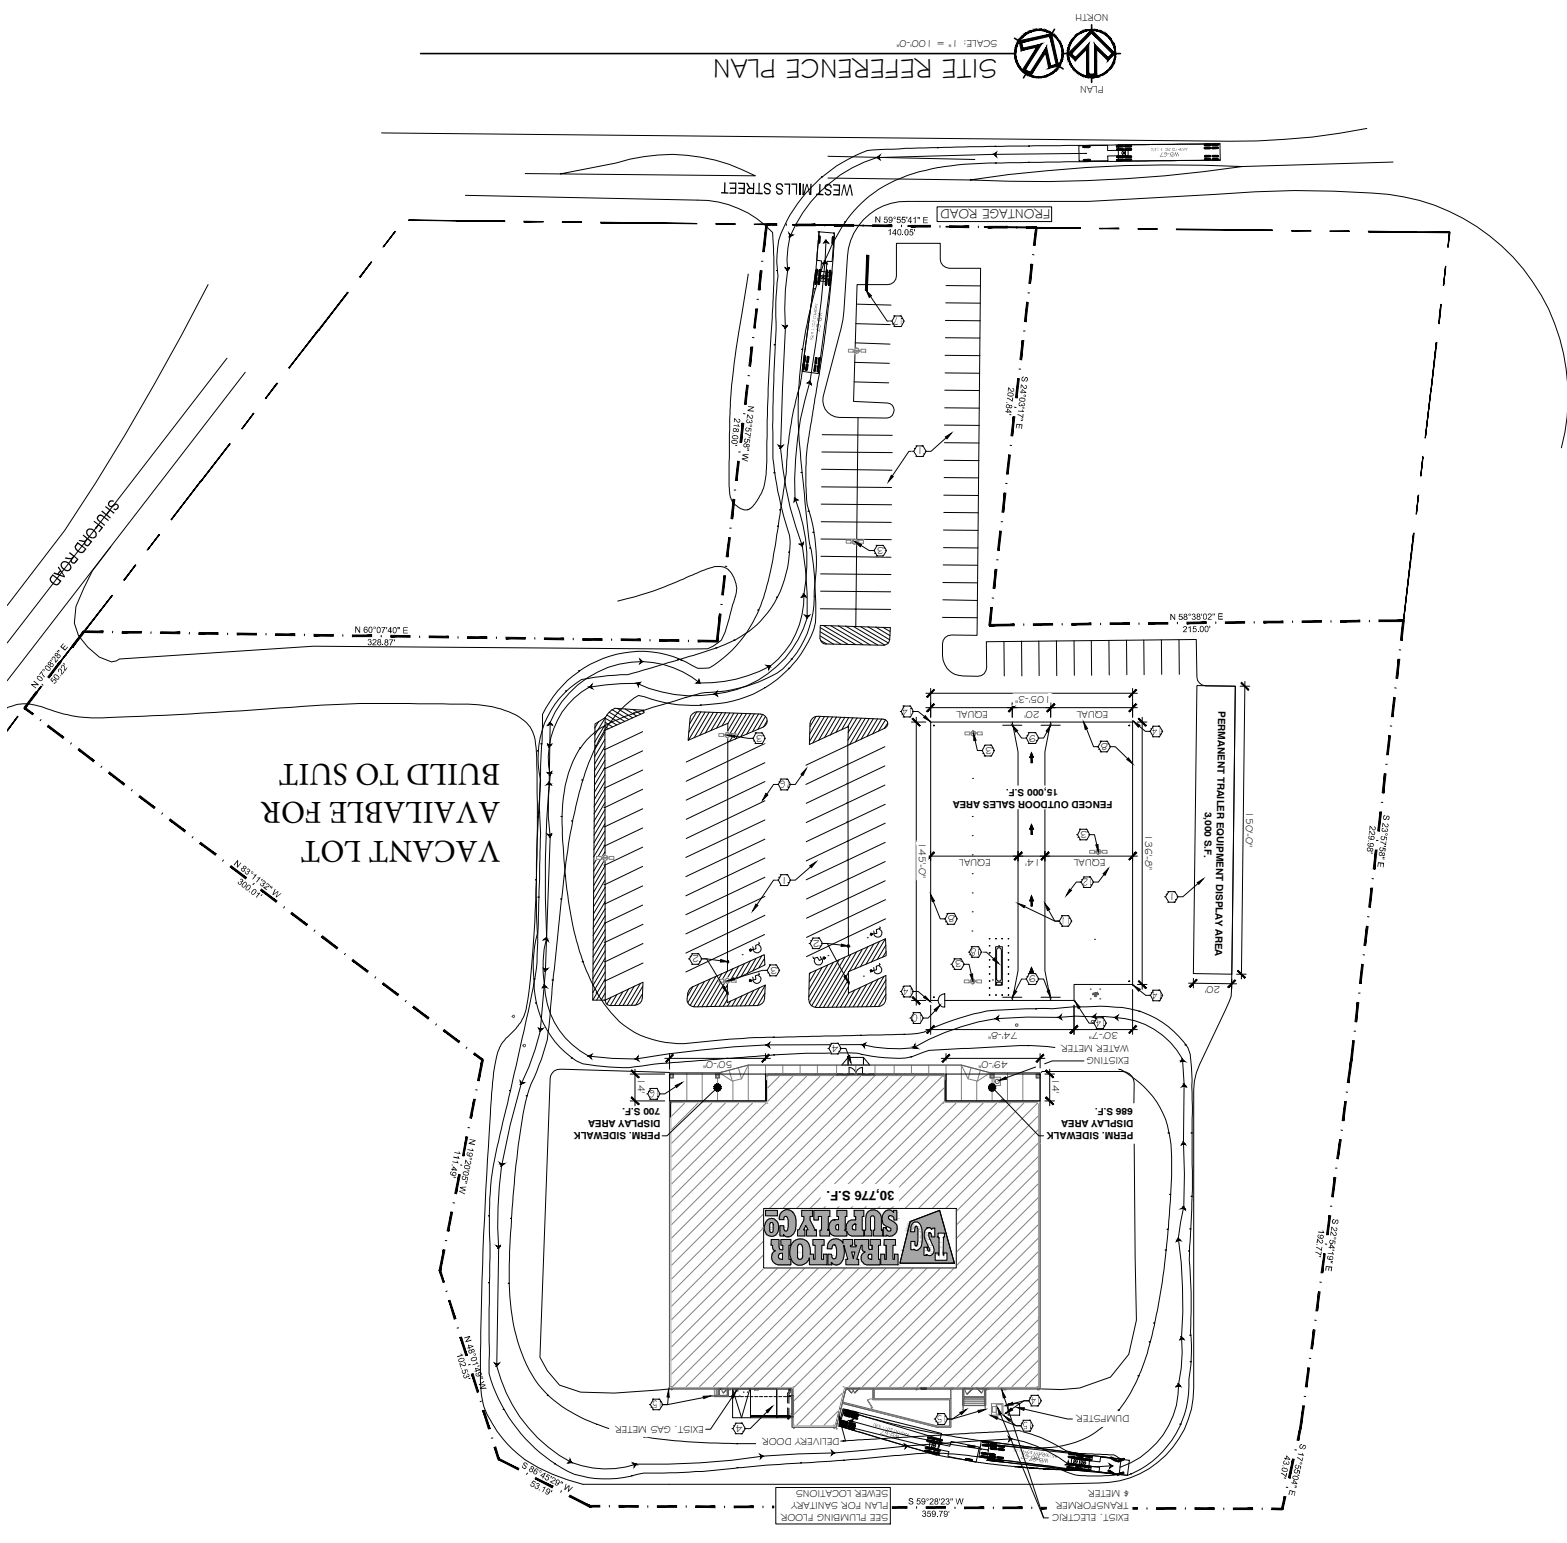 NORTH
SCALE: 1" = 100'-0"
SITE REFERENCE PLAN
PLAN
WB-67
WEST MILLS STREET
FRONTAGE ROAD
N 59°55'41" E
140.05'
S 24°03'17" E
207.84'
N 23°57'58" W
218.00'
SHUFORD ROAD
N 60°07'40" E
328.87'
N 07°08'28" E
50.22'
N 58°38'02" E
215.00'
VACANT LOT
AVAILABLE FOR
BUILD TO SUIT
N 83°11'32" W
300.01'
105'-3"
EQUAL
20'
EQUAL
FENCED OUTDOOR SALES AREA
15,000 S.F.
EQUAL
14'
EQUAL
145'-0"
136'-8"
PERMANENT TRAILER EQUIPMENT DISPLAY AREA
3,000 S.F.
150'-0"
20'
S 23°57'58" E
229.98'
74'-8"
30'-7"
EXISTING
WATER METER
50'-0"
49'-0"
14'
14'
PERM. SIDEWALK
DISPLAY AREA
700 S.F.
PERM. SIDEWALK
DISPLAY AREA
686 S.F.
N 19°20'05" W
111.49'
30,776 S.F.
TSC
TRACTOR
SUPPLY CO
S 22°54'19" E
192.77'
N 48°01'49" W
102.53'
EXIST. GAS METER
DELIVERY DOOR
DUMPSTER
S 86°45'29" W
53.19'
SEE PLUMBING FLOOR
PLAN FOR SANITARY
SEWER LOCATIONS
S 59°28'23" W
359.79'
EXIST. ELECTRIC
TRANSFORMER
& METER
S 17°55'04" E
43.07'